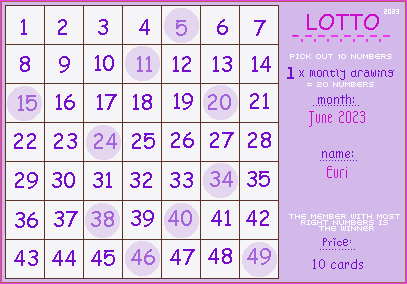 1 2 3 4 5 6 7
8 9 10 11 12 13 14
15 16 17 18 19 20 21
22 23 24 25 26 27 28
29 30 31 32 33 34 35
36 37 38 39 40 41 42
43 44 45 46 47 48 49
2023
LOTTO
PICK OUT 10 NUMBERS
1 x montly drawing
= 20 NUMBERS
month:
June 2023
name:
Euri
THE MEMBER WITH MOST
RIGHT NUMBERS IS
THE WINNER
Price:
10 cards